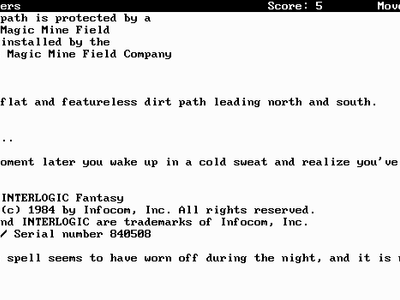 ers Score: 5 Move
path is protected by a
Magic Mine Field
installed by the
Magic Mine Field Company
flat and featureless dirt path leading north and south.
..
oment later you wake up in a cold sweat and realize you've
INTERLOGIC Fantasy
(c) 1984 by Infocom, Inc. All rights reserved.
nd INTERLOGIC are trademarks of Infocom, Inc.
/ Serial number 840508
spell seems to have worn off during the night, and it is